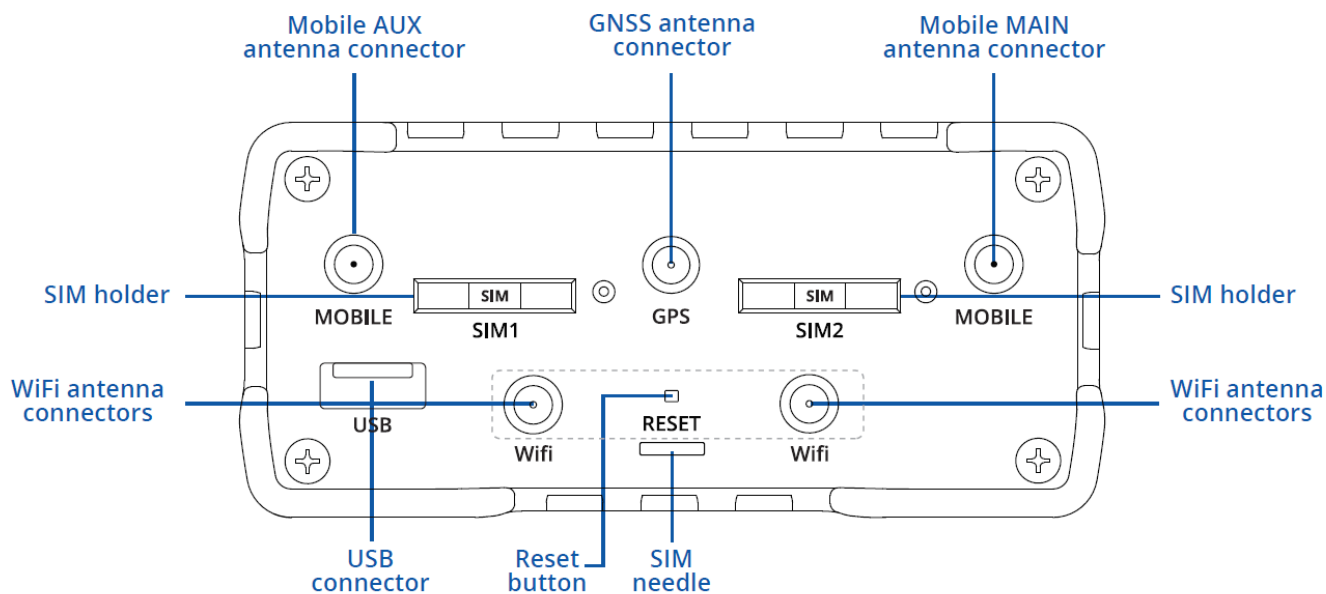 Mobile AUX
antenna connector
GNSS antenna
connector
Mobile MAIN
antenna connector
SIM holder
SIM
SIM
SIM holder
MOBILE
SIM1
GPS
SIM2
MOBILE
WiFi antenna
connectors
WiFi antenna
connectors
USB
RESET
Wifi
Wifi
USB
connector
Reset
button
SIM
needle